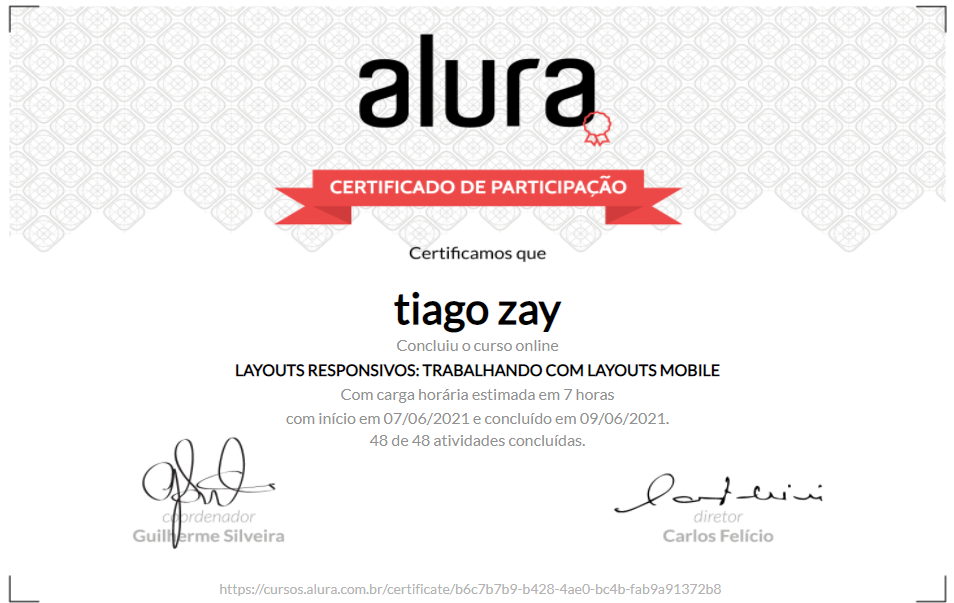 alura
CERTIFICADO DE PARTICIPAÇÃO
Certificamos que
tiago zay
Concluiu o curso online
LAYOUTS RESPONSIVOS: TRABALHANDO COM LAYOUTS MOBILE
Com carga horária estimada em 7 horas
com início em 07/06/2021 e concluído em 09/06/2021.
48 de 48 atividades concluídas.
coordenador
Guilherme Silveira
diretor
Carlos Felício
https://cursos.alura.com.br/certificate/b6c7b7b9-b428-4ae0-bc4b-fab9a91372b8